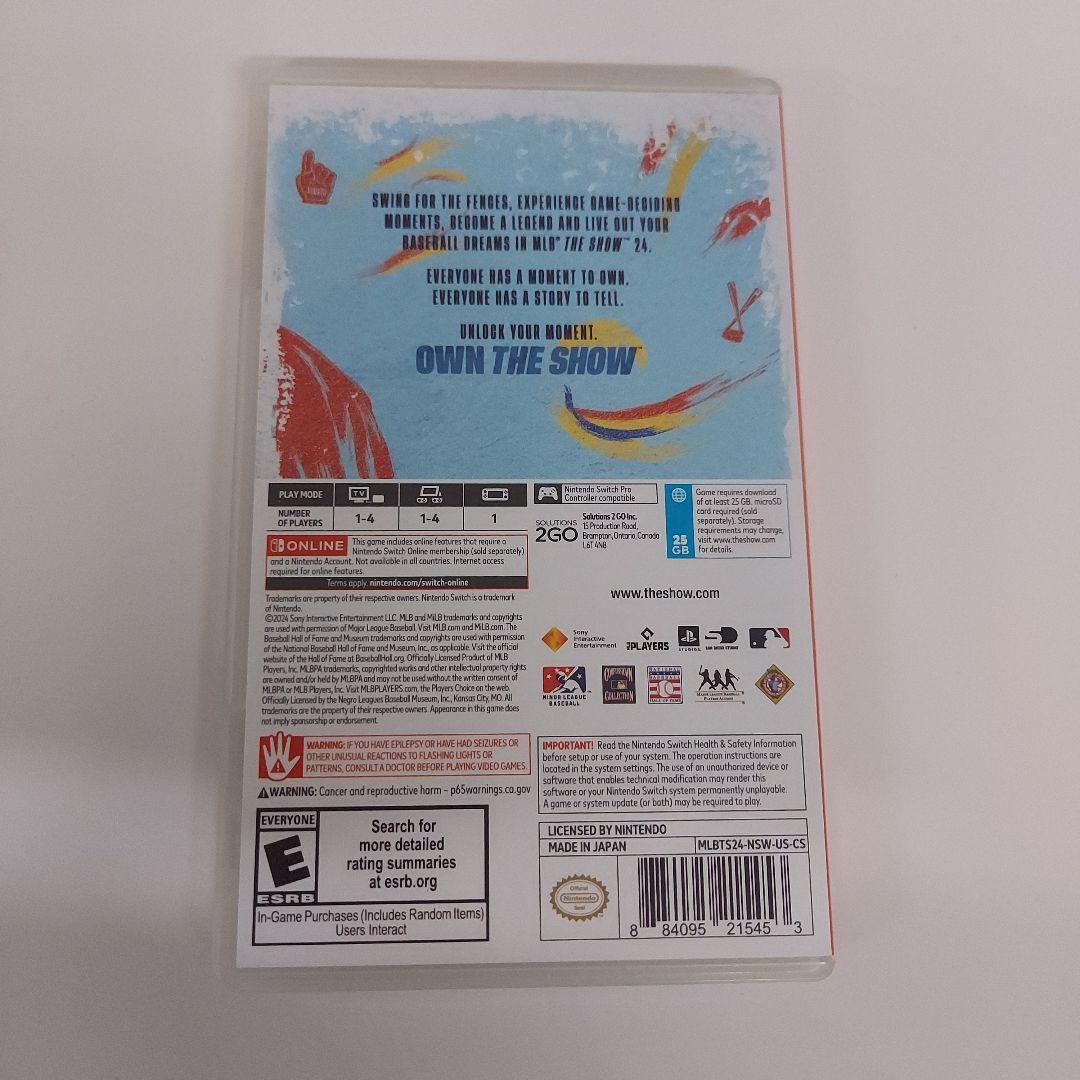 SWING FOR THE FENCES, EXPERIENCE GAME-DECIDING
MOMENTS, BECOME A LEGEND AND LIVE OUT YOUR
BASEBALL DREAMS IN MLB® THE SHOW™ 24.
EVERYONE HAS A MOMENT TO OWN.
EVERYONE HAS A STORY TO TELL.
UNLOCK YOUR MOMENT.
OWN THE SHOW™
PLAY MODE
TV
NUMBER
OF PLAYERS
1-4
1-4
1
Nintendo Switch Pro
Controller compatible
SOLUTIONS
2GO
Solutions 2 GO Inc.
15 Production Road,
Brampton, Ontario, Canada
L6T 4N8
25
GB
Game requires download
of at least 25 GB. microSD
card required (sold
separately). Storage
requirements may change,
visit www.theshow.com
for details.
ONLINE
This game includes online features that require a
Nintendo Switch Online membership (sold separately)
and a Nintendo Account. Not available in all countries. Internet access
required for online features.
Terms apply. nintendo.com/switch-online
Trademarks are property of their respective owners. Nintendo Switch is a trademark
of Nintendo.
©2024 Sony Interactive Entertainment LLC. MLB and MiLB trademarks and copyrights
are used with permission of Major League Baseball. Visit MLB.com and MiLB.com. The
Baseball Hall of Fame and Museum trademarks and copyrights are used with permission
of the National Baseball Hall of Fame and Museum, Inc., as applicable. Visit the official
website of the Hall of Fame at BaseballHall.org. Officially Licensed Product of MLB
Players, Inc. MLBPA trademarks, copyrighted works and other intellectual property rights
are owned and/or held by MLBPA and may not be used without the written consent of
MLBPA or MLB Players, Inc. Visit MLBPLAYERS.com, the Players Choice on the web.
Officially Licensed by the Negro Leagues Baseball Museum, Inc., Kansas City, MO. All
trademarks are the property of their respective owners. Appearance in this game does
not imply sponsorship or endorsement.
www.theshow.com
Sony
Interactive
Entertainment
PLAYERS
STUDIOS
SAN DIEGO STUDIO
MINOR LEAGUE
BASEBALL
COOPERSTOWN
COLLECTION
NATIONAL
BASEBALL
HALL OF FAME
MAJOR LEAGUE BASEBALL
PLAYERS ALUMNI
WARNING: IF YOU HAVE EPILEPSY OR HAVE HAD SEIZURES OR
OTHER UNUSUAL REACTIONS TO FLASHING LIGHTS OR
PATTERNS, CONSULT A DOCTOR BEFORE PLAYING VIDEO GAMES.
WARNING: Cancer and reproductive harm – p65warnings.ca.gov
IMPORTANT! Read the Nintendo Switch Health & Safety Information
before setup or use of your system. The operation instructions are
located in the system settings. The use of an unauthorized device or
software that enables technical modification may render this
software or your Nintendo Switch system permanently unplayable.
A game or system update (or both) may be required to play.
EVERYONE
E
ESRB
Search for
more detailed
rating summaries
at esrb.org
In-Game Purchases (Includes Random Items)
Users Interact
LICENSED BY NINTENDO
MADE IN JAPAN
MLBTS24-NSW-US-CS
Official
Nintendo
Seal
8 84095 21545 3